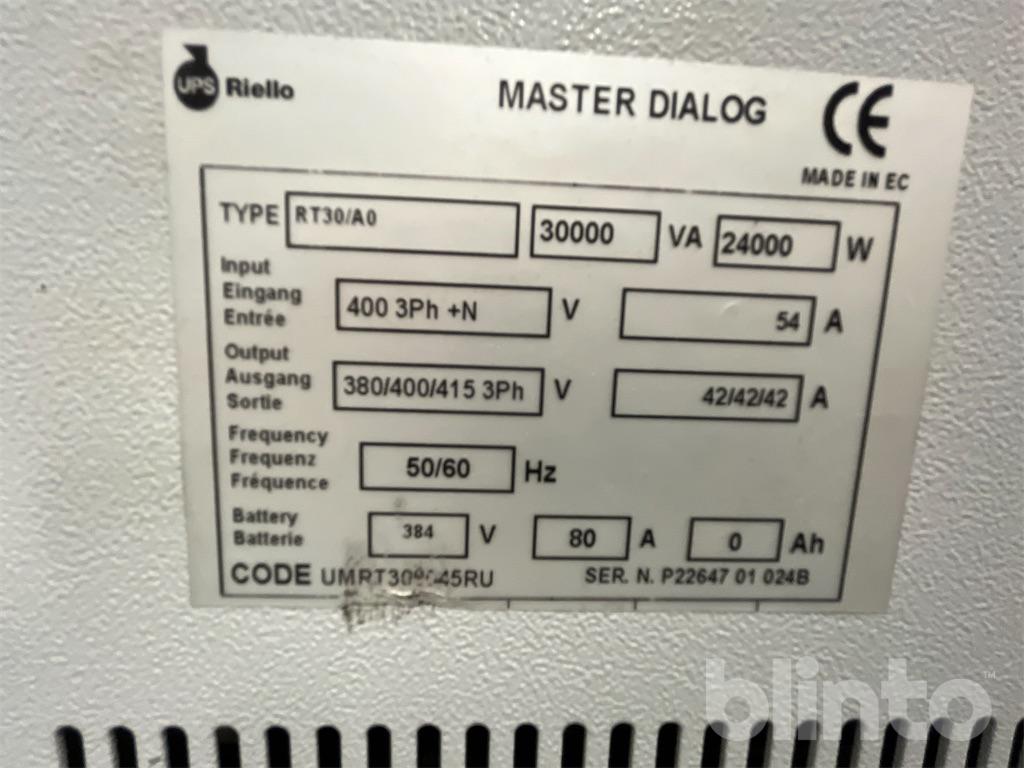 UPS Riello
MASTER DIALOG
CE
MADE IN EC
TYPE RT30/A0 30000 VA 24000 W
Input
Eingang 400 3Ph +N V 54 A
Entrée
Output
Ausgang 380/400/415 3Ph V 42/42/42 A
Sortie
Frequency
Frequenz 50/60 Hz
Fréquence
Battery
Batterie 384 V 80 A 0 Ah
CODE SER. N. P22647 01 024B
blinto™